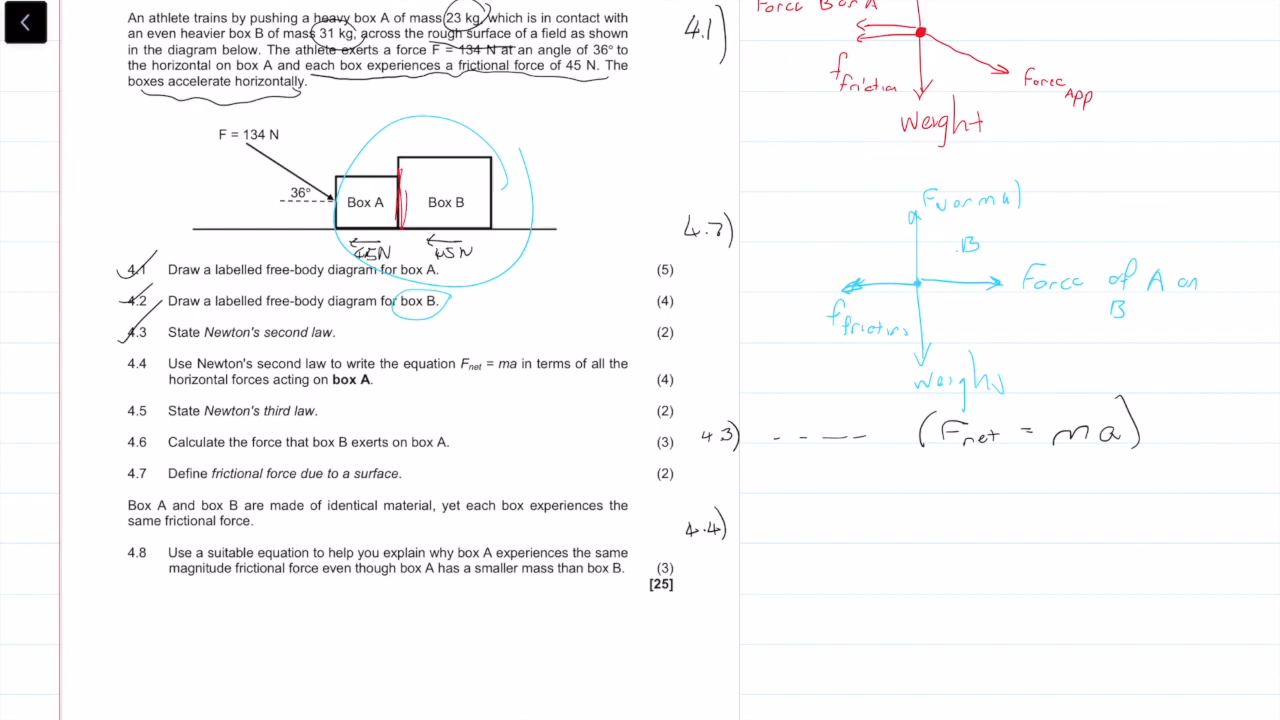 An athlete trains by pushing a heavy box A of mass 23 kg, which is in contact with
an even heavier box B of mass 31 kg, across the rough surface of a field as shown
in the diagram below. The athlete exerts a force F = 134 N at an angle of 36° to
the horizontal on box A and each box experiences a frictional force of 45 N. The
boxes accelerate horizontally.
F = 134 N
36°
Box A
Box B
45N
45N
4.1 Draw a labelled free-body diagram for box A. (5)
4.2 Draw a labelled free-body diagram for box B. (4)
4.3 State Newton's second law. (2)
4.4 Use Newton's second law to write the equation Fnet = ma in terms of all the
horizontal forces acting on box A. (4)
4.5 State Newton's third law. (2)
4.6 Calculate the force that box B exerts on box A. (3)
4.7 Define frictional force due to a surface. (2)
Box A and box B are made of identical material, yet each box experiences the
same frictional force.
4.8 Use a suitable equation to help you explain why box A experiences the same
magnitude frictional force even though box A has a smaller mass than box B. (3)
[25]
4.1)
Force B on A
f friction
Force App
Weight
FNormal
B
Force of A on
B
f friction
weight
4.3) ---- (Fnet = ma)
4.4)